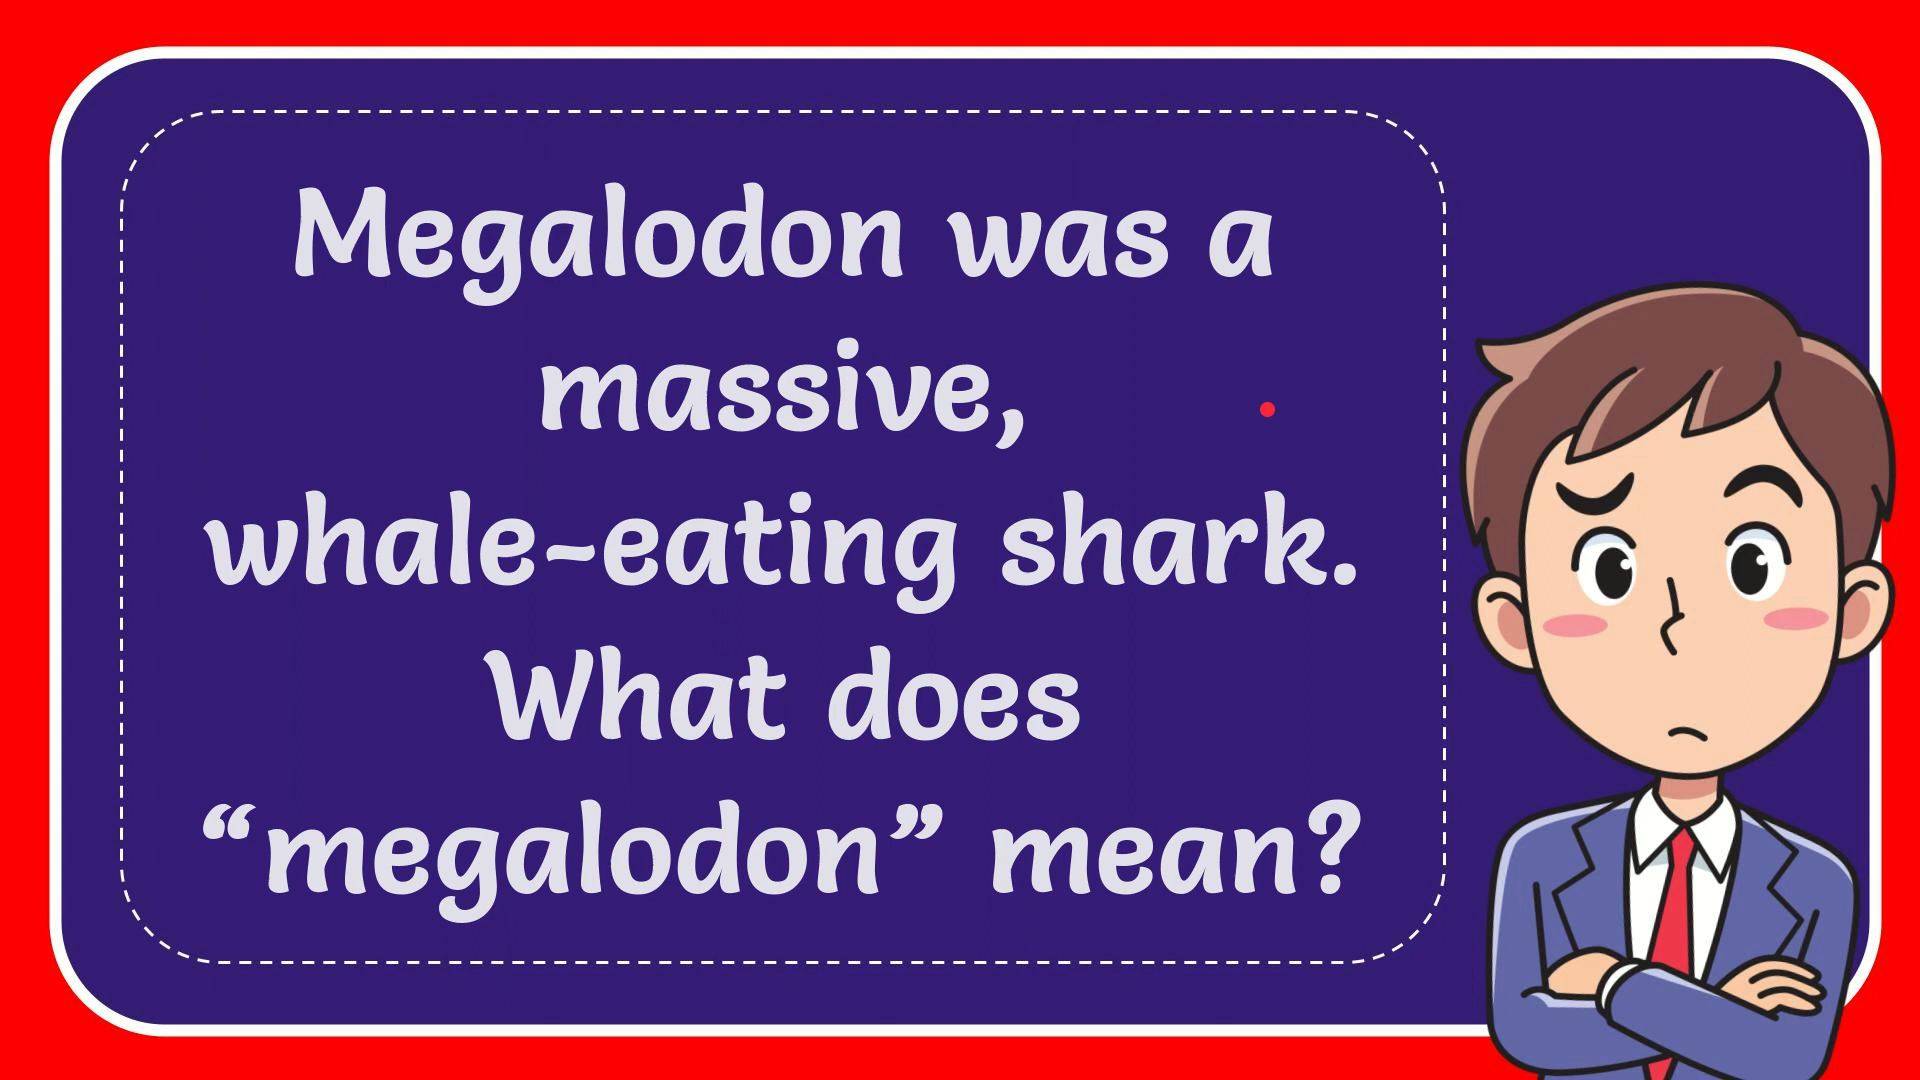 Megalodon was a
massive,
whale-eating shark.
What does
“megalodon” mean?